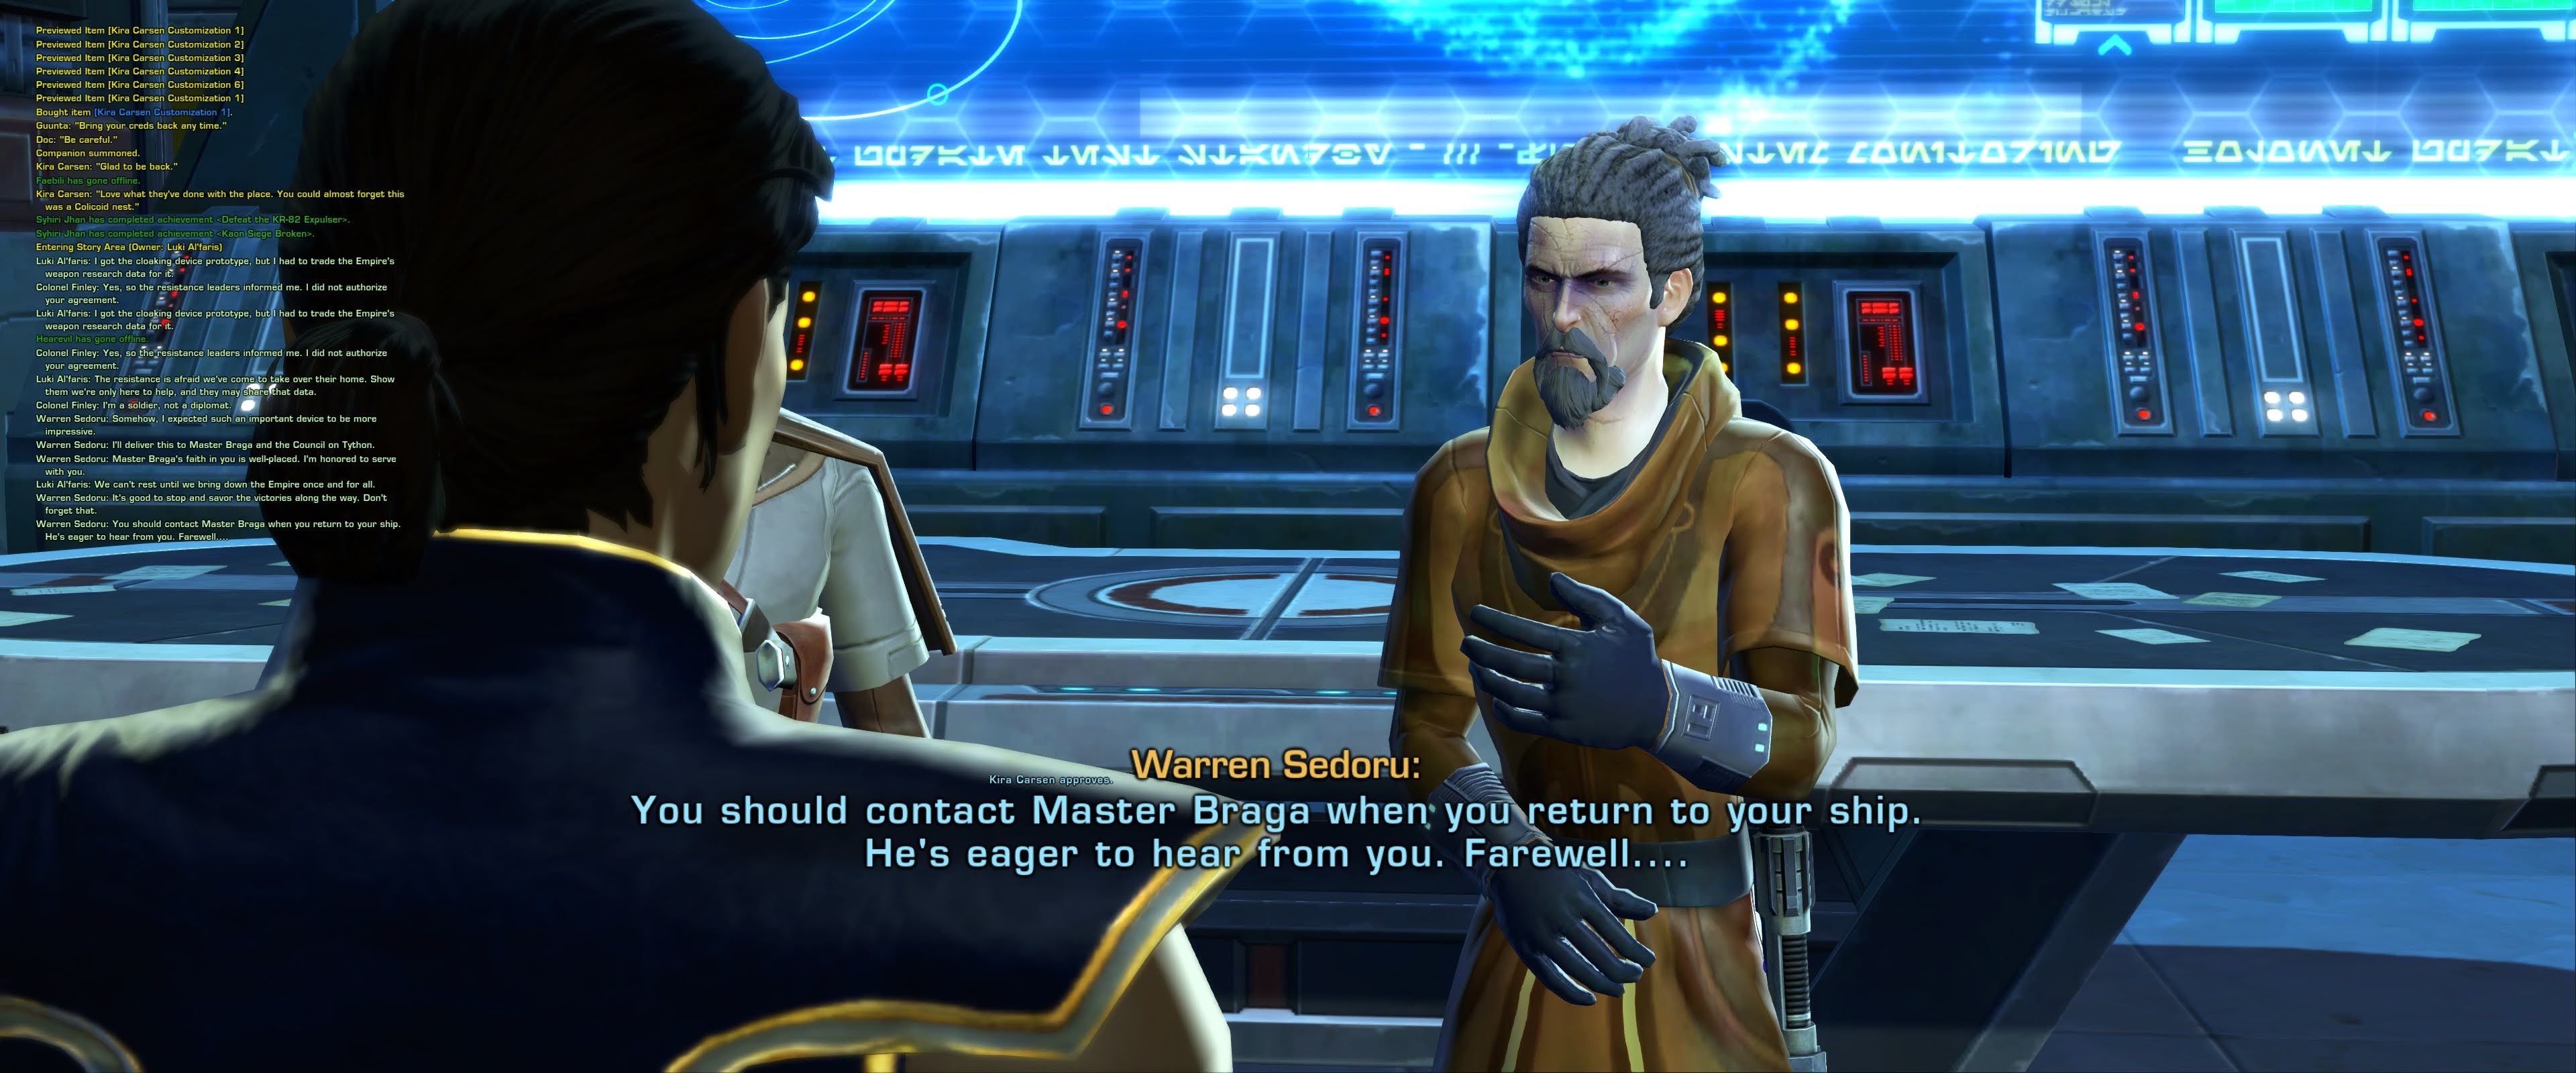 Previewed Item [Kira Carsen Customization 1]
Previewed Item [Kira Carsen Customization 2]
Previewed Item [Kira Carsen Customization 3]
Previewed Item [Kira Carsen Customization 4]
Previewed Item [Kira Carsen Customization 6]
Previewed Item [Kira Carsen Customization 1]
Bought item [Kira Carsen Customization 1].
Guunta: "Bring your creds back any time."
Doc: "Be careful."
Companion summoned.
Kira Carsen: "Glad to be back."
Faebili has gone offline.
Kira Carsen: "Love what they've done with the place. You could almost forget this
was a Colicoid nest."
Syhiri Jhan has completed achievement <Defeat the KR-82 Expulser>.
Syhiri Jhan has completed achievement <Kaon Siege Broken>.
Entering Story Area (Owner: Luki Al'faris)
Luki Al'faris: I got the cloaking device prototype, but I had to trade the Empire's
weapon research data for it.
Colonel Finley: Yes, so the resistance leaders informed me. I did not authorize
your agreement.
Luki Al'faris: I got the cloaking device prototype, but I had to trade the Empire's
weapon research data for it.
Hearevil has gone offline.
Colonel Finley: Yes, so the resistance leaders informed me. I did not authorize
your agreement.
Luki Al'faris: The resistance is afraid we've come to take over their home. Show
them we're only here to help, and they may share that data.
Colonel Finley: I'm a soldier, not a diplomat.
Warren Sedoru: Somehow, I expected such an important device to be more
impressive.
Warren Sedoru: I'll deliver this to Master Braga and the Council on Tython.
Warren Sedoru: Master Braga's faith in you is well-placed. I'm honored to serve
with you.
Luki Al'faris: We can't rest until we bring down the Empire once and for all.
Warren Sedoru: It's good to stop and savor the victories along the way. Don't
forget that.
Warren Sedoru: You should contact Master Braga when you return to your ship.
He's eager to hear from you. Farewell....
Warren Sedoru:
Kira Carsen approves.
You should contact Master Braga when you return to your ship.
He's eager to hear from you. Farewell....